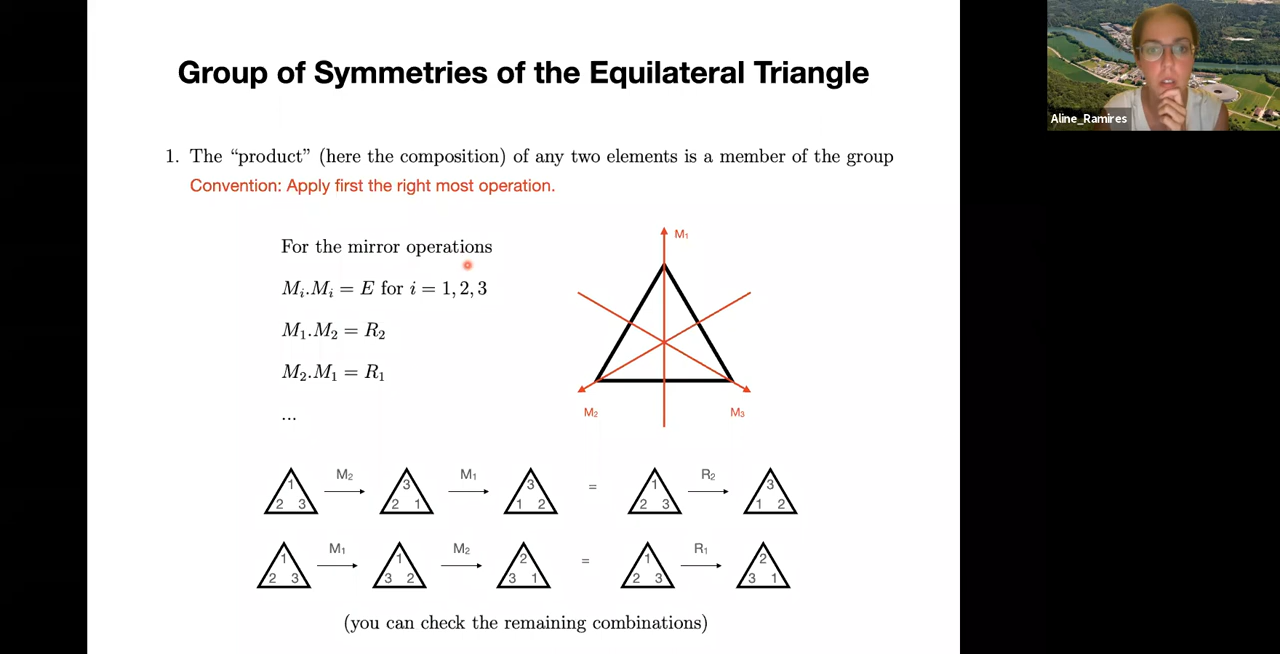 Group of Symmetries of the Equilateral Triangle
Aline_Ramires
1. The “product” (here the composition) of any two elements is a member of the group
Convention: Apply first the right most operation.
For the mirror operations
Mᵢ.Mᵢ = E for i = 1, 2, 3
M₁.M₂ = R₂
M₂.M₁ = R₁
...
M₁
M₂
M₃
M₂ M₁ = R₂
1 3 3 1 3
2 3 2 1 1 2 2 3 1 2
M₁ M₂ = R₁
1 1 2 1 2
2 3 3 2 3 1 2 3 3 1
(you can check the remaining combinations)